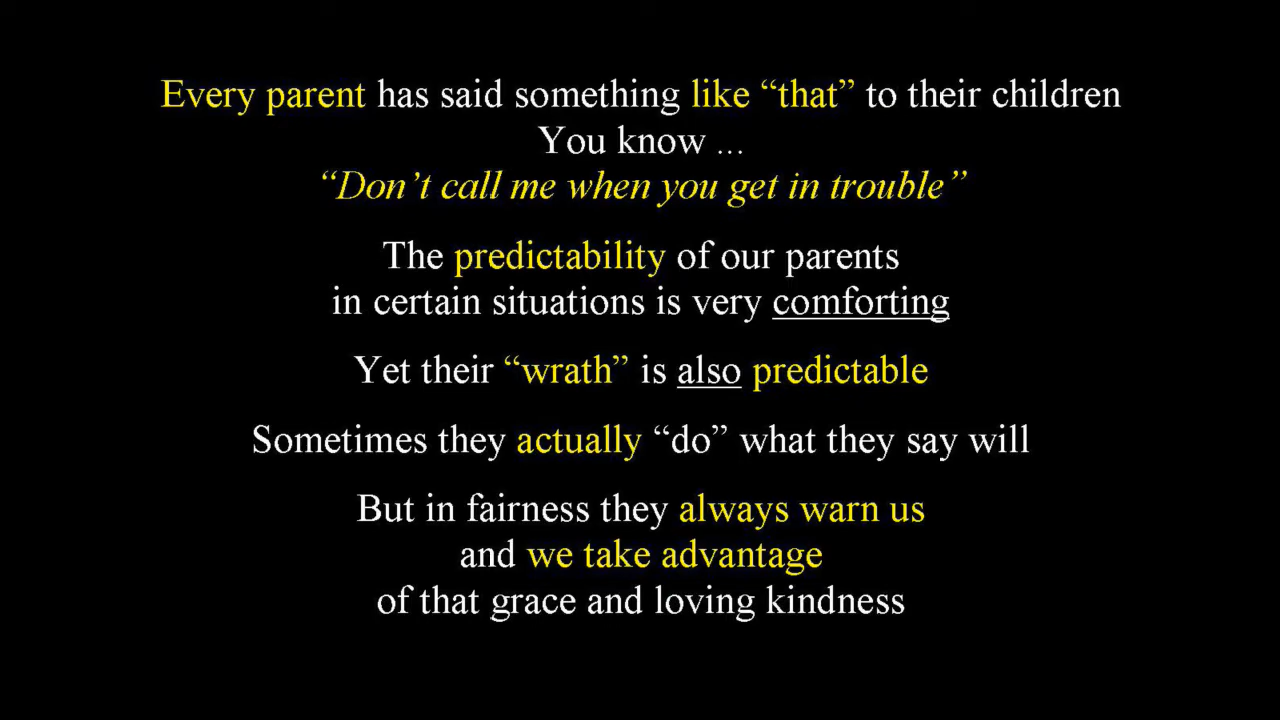 Every parent has said something like “that” to their children
You know ...
“Don’t call me when you get in trouble”
The predictability of our parents
in certain situations is very comforting
Yet their “wrath” is also predictable
Sometimes they actually “do” what they say will
But in fairness they always warn us
and we take advantage
of that grace and loving kindness